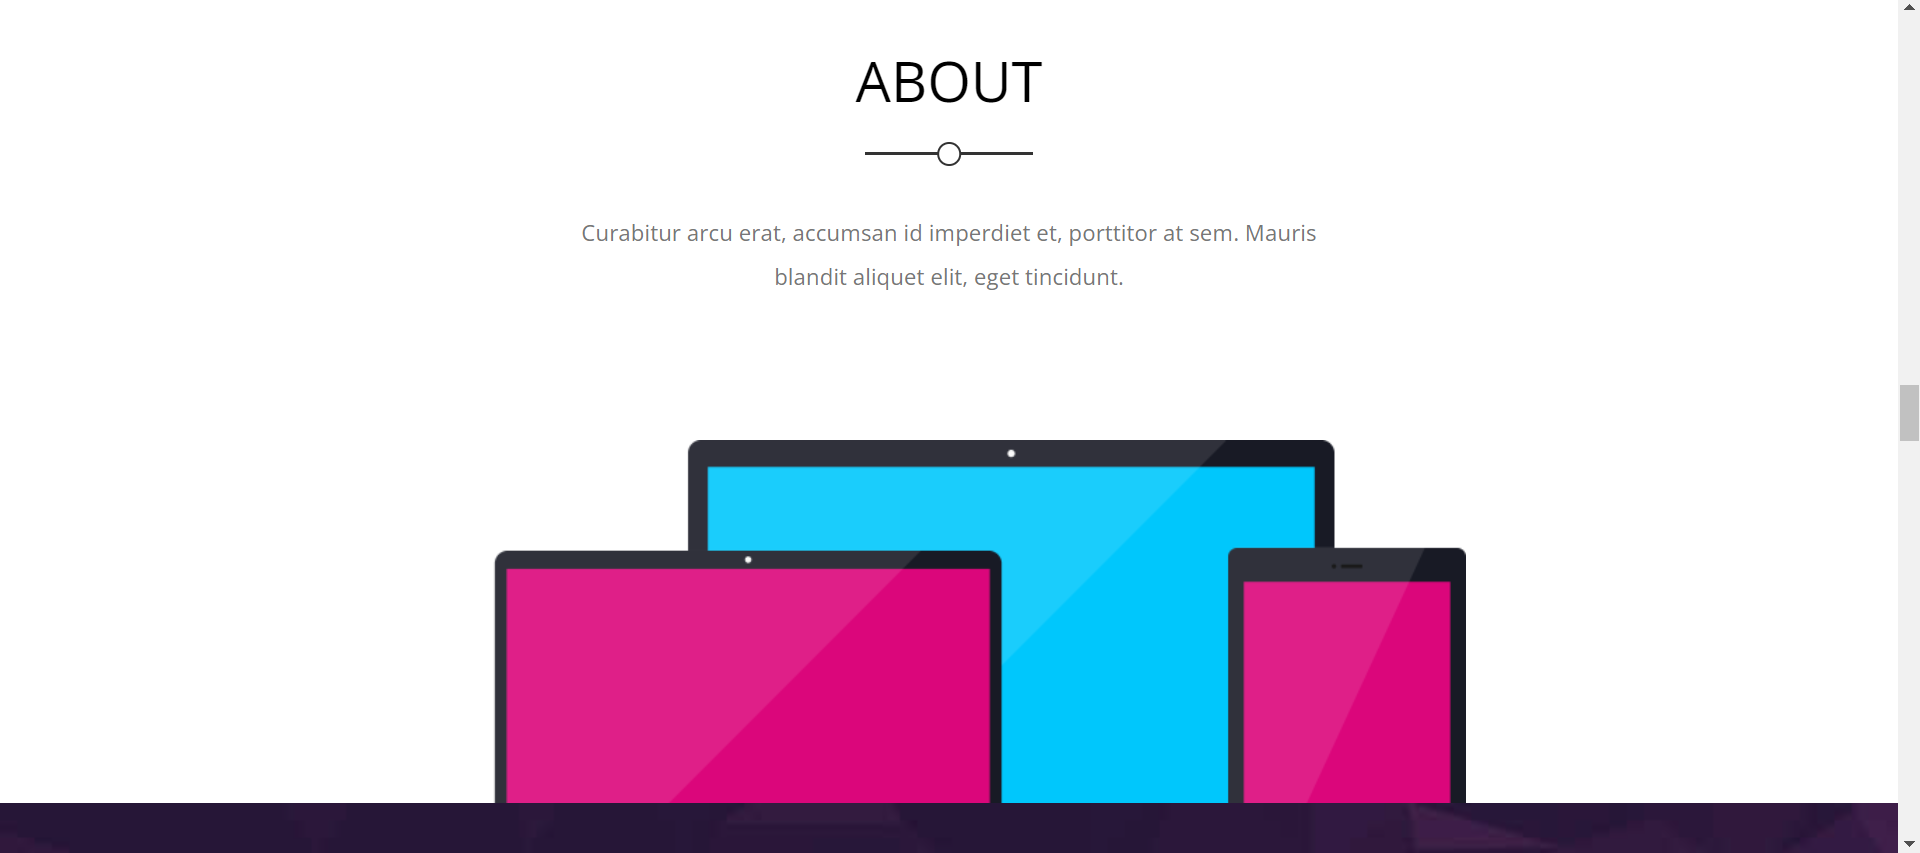 ABOUT
Curabitur arcu erat, accumsan id imperdiet et, porttitor at sem. Mauris
blandit aliquet elit, eget tincidunt.